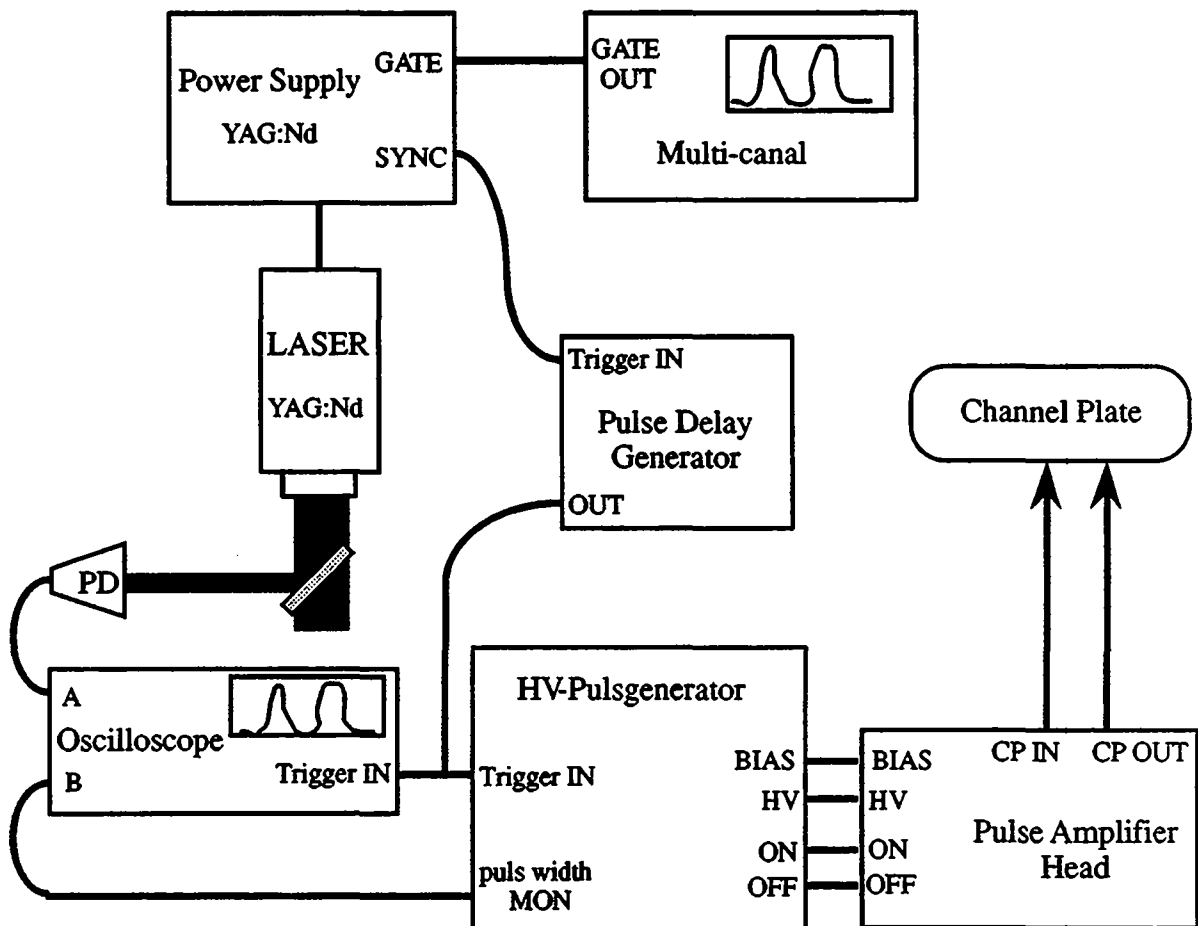 Power Supply
YAG:Nd
GATE
SYNC
GATE
OUT
Multi-canal
LASER
YAG:Nd
Trigger IN
Pulse Delay
Generator
OUT
Channel Plate
PD
A
Oscilloscope
B
Trigger IN
HV-Pulsgenerator
Trigger IN
puls width
MON
BIAS
HV
ON
OFF
BIAS
HV
ON
OFF
CP IN
CP OUT
Pulse Amplifier
Head